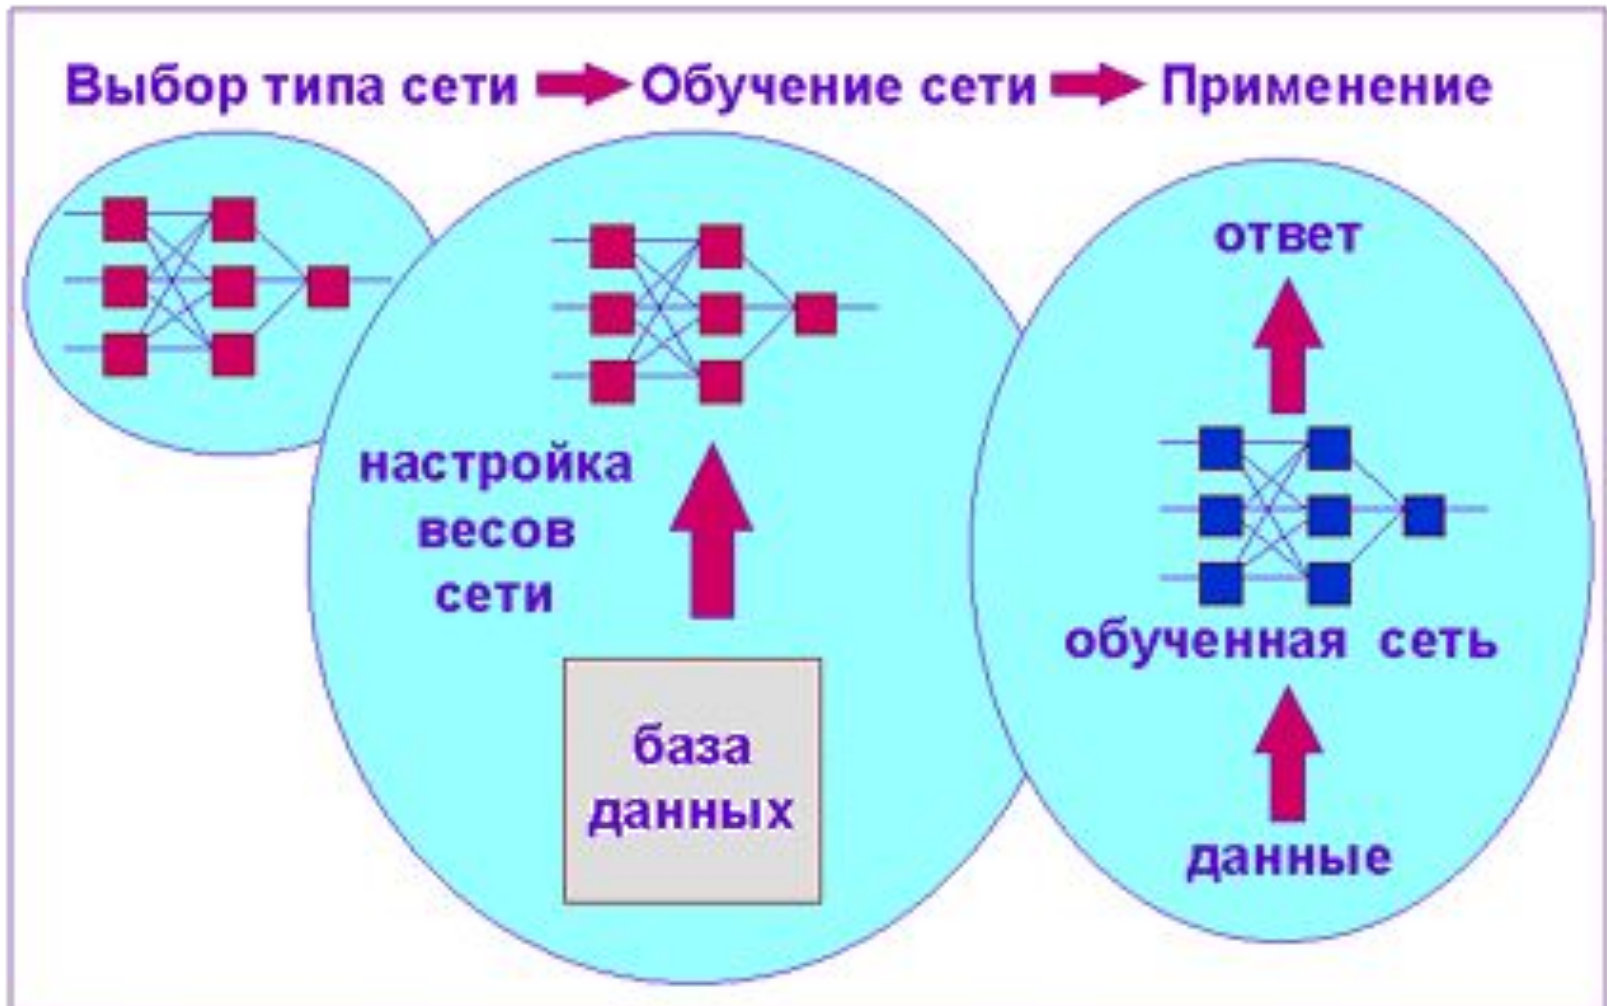 Выбор типа сети Обучение сети Применение
настройка
весов
сети
база
данных
ответ
обученная сеть
данные